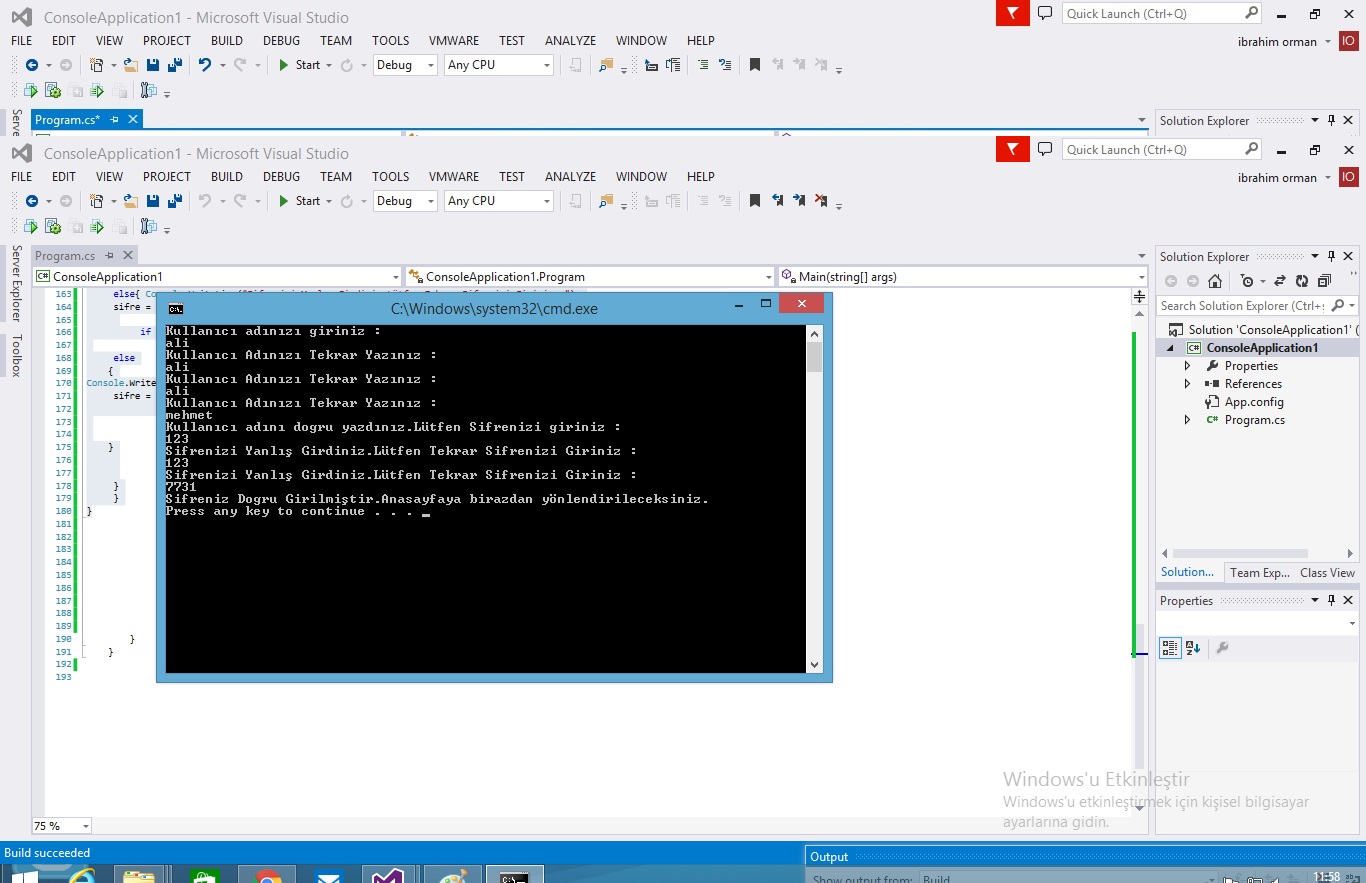 ConsoleApplication1 - Microsoft Visual Studio
Quick Launch (Ctrl+Q)
FILE EDIT VIEW PROJECT BUILD DEBUG TEAM TOOLS VMWARE TEST ANALYZE WINDOW HELP
ibrahim orman IO
Start Debug Any CPU
Program.cs*
Solution Explorer
ConsoleApplication1 - Microsoft Visual Studio
Quick Launch (Ctrl+Q)
FILE EDIT VIEW PROJECT BUILD DEBUG TEAM TOOLS VMWARE TEST ANALYZE WINDOW HELP
ibrahim orman IO
Start Debug Any CPU
Server Explorer
Toolbox
Program.cs
ConsoleApplication1
ConsoleApplication1.Program
Main(string[] args)
163 else{
164 sifre =
165
166 if
167
168 else
169 {
170 Console.Write
171 sifre =
172
173
174
175 }
176
177
178 }
179 }
180 }
181
182
183
184
185
186
187
188
189
190 }
191 }
192
193
75 %
C:\Windows\system32\cmd.exe
Kullanıcı adınızı giriniz :
ali
Kullanıcı Adınızı Tekrar Yazınız :
ali
Kullanıcı Adınızı Tekrar Yazınız :
ali
Kullanıcı Adınızı Tekrar Yazınız :
mehmet
Kullanıcı adını dogru yazdınız.Lütfen Sifrenizi giriniz :
123
Sifrenizi Yanlış Girdiniz.Lütfen Tekrar Sifrenizi Giriniz :
123
Sifrenizi Yanlış Girdiniz.Lütfen Tekrar Sifrenizi Giriniz :
7731
Sifreniz Dogru Girilmiştir.Anasayfaya birazdan yönlendirileceksiniz.
Press any key to continue . . .
Solution Explorer
Search Solution Explorer (Ctrl+;
Solution 'ConsoleApplication1' (
ConsoleApplication1
Properties
References
App.config
Program.cs
Solution... Team Exp... Class View
Properties
Windows'u Etkinleştir
Windows'u etkinleştirmek için kişisel bilgisayar
ayarlarına gidin.
Build succeeded
Output
Show output from: Build
11:58